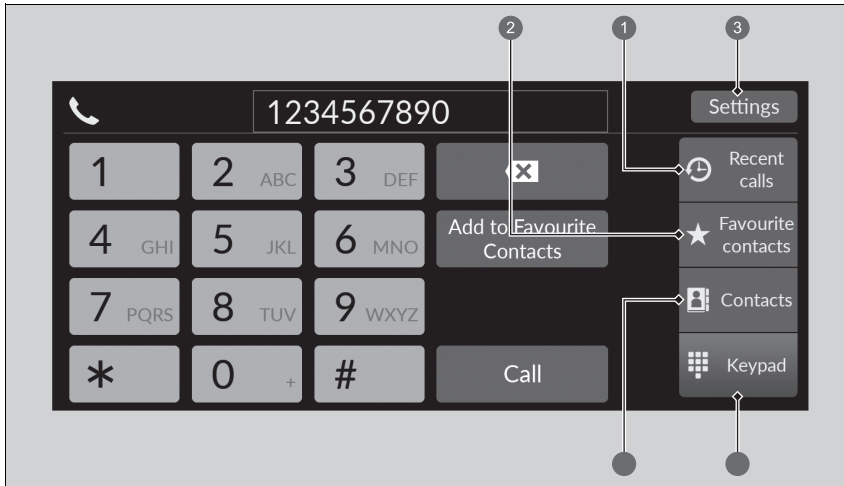 2 1 3
1234567890 Settings
1 2 ABC 3 DEF Recent
calls
4 GHI 5 JKL 6 MNO Add to Favourite
Contacts Favourite
contacts
7 PQRS 8 TUV 9 WXYZ Contacts
* 0 + # Call Keypad